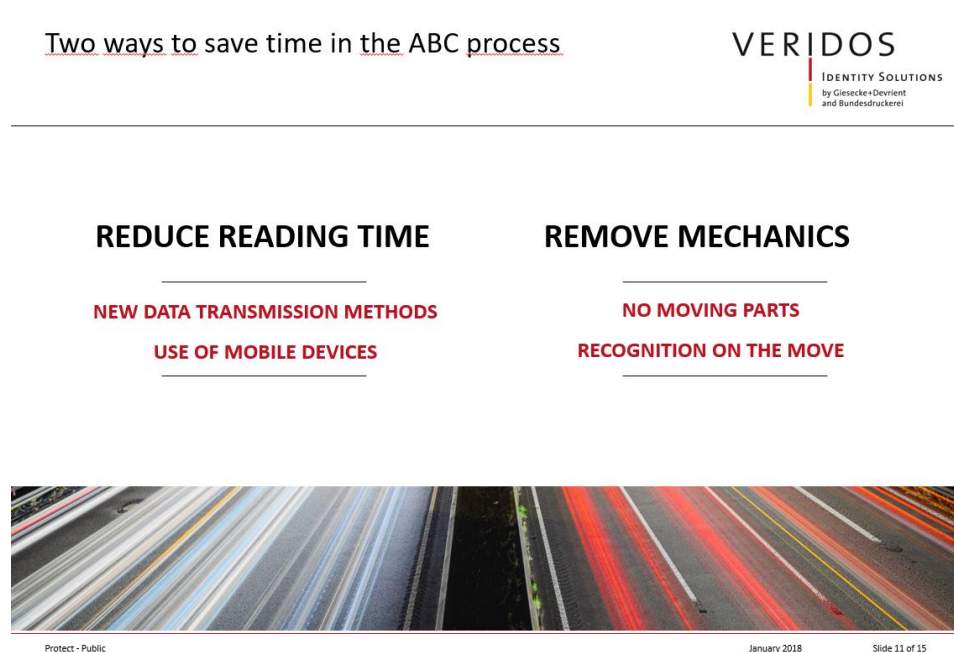 Two ways to save time in the ABC process
VERIDOS
IDENTITY SOLUTIONS
by Giesecke+Devrient
and Bundesdruckerei
REDUCE READING TIME
NEW DATA TRANSMISSION METHODS
USE OF MOBILE DEVICES
REMOVE MECHANICS
NO MOVING PARTS
RECOGNITION ON THE MOVE
Protect - Public
January 2018
Slide 11 of 15